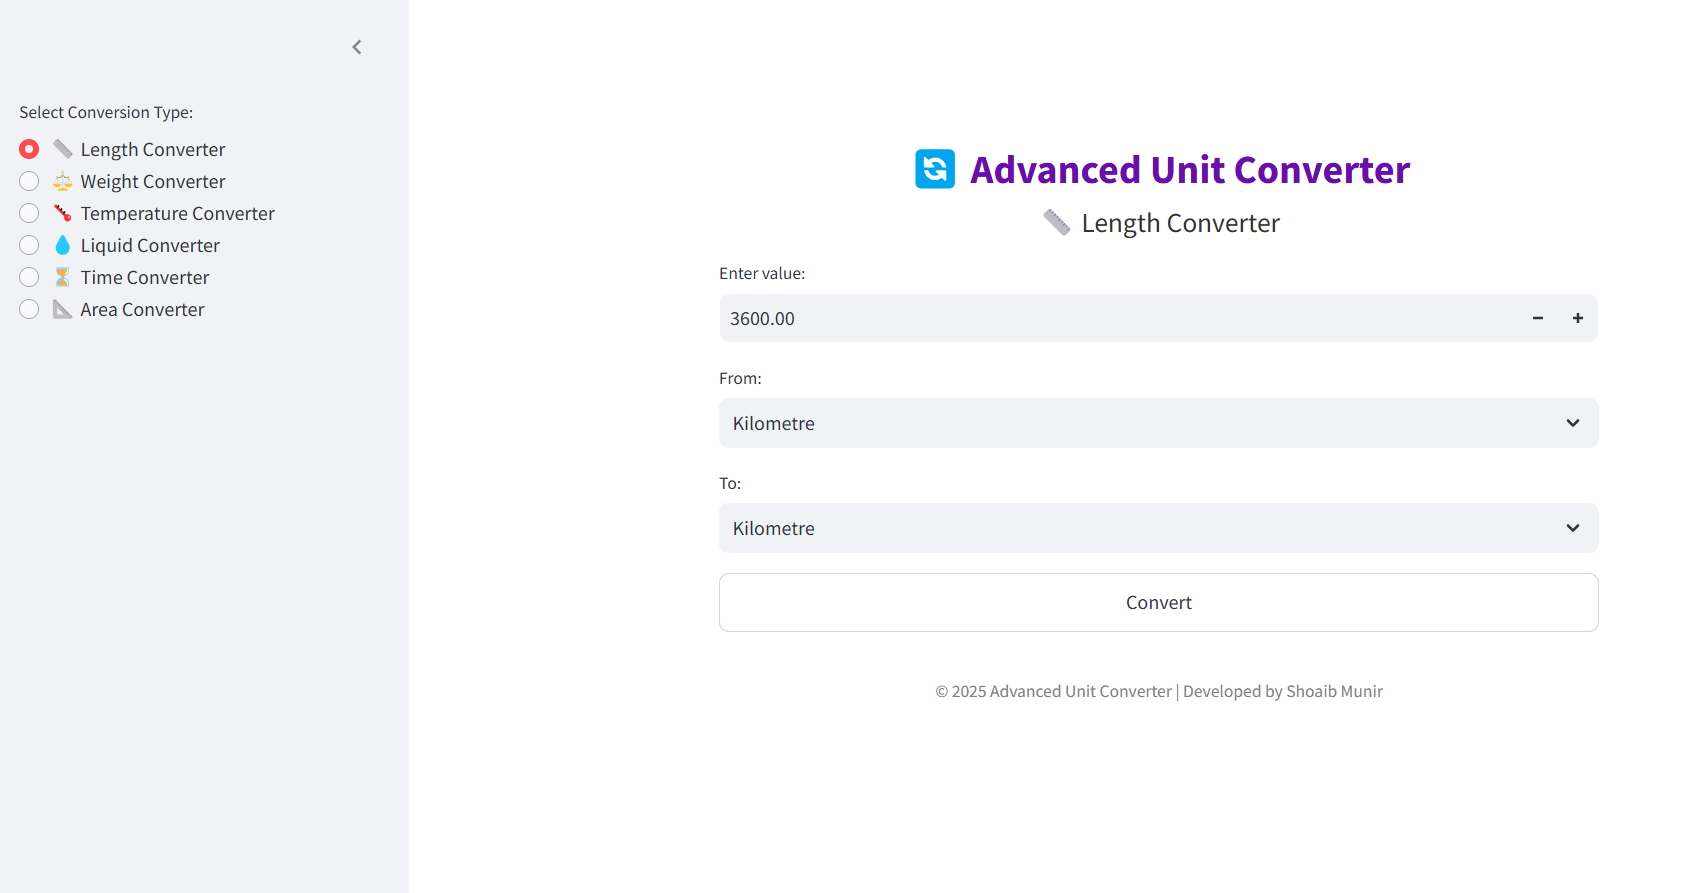 Select Conversion Type:
Length Converter
Weight Converter
Temperature Converter
Liquid Converter
Time Converter
Area Converter
Advanced Unit Converter
Length Converter
Enter value:
3600.00
From:
Kilometre
To:
Kilometre
Convert
© 2025 Advanced Unit Converter | Developed by Shoaib Munir